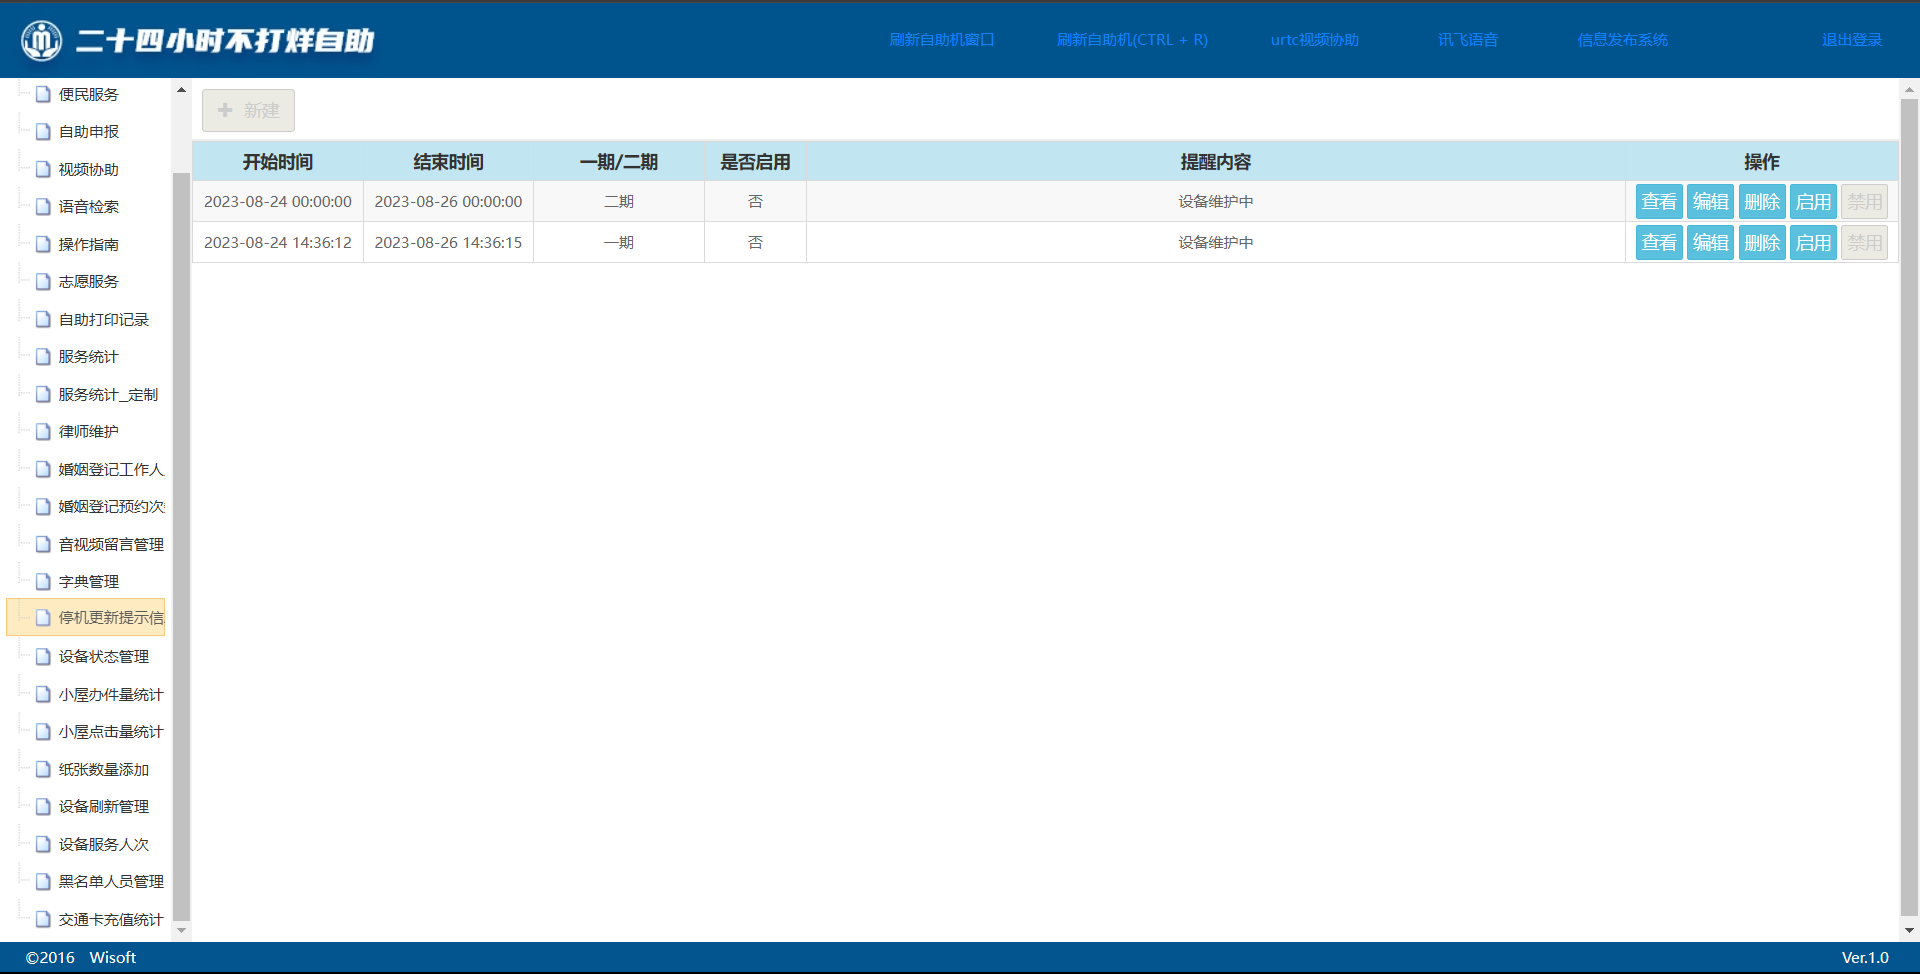 二十四小时不打烊自助
刷新自助机窗口 刷新自助机(CTRL + R) urtc视频协助 讯飞语音 信息发布系统 退出登录
便民服务
自助申报
视频协助
语音检索
操作指南
志愿服务
自助打印记录
服务统计
服务统计_定制
律师维护
婚姻登记工作人
婚姻登记预约次
音视频留言管理
字典管理
停机更新提示信
设备状态管理
小屋办件量统计
小屋点击量统计
纸张数量添加
设备刷新管理
设备服务人次
黑名单人员管理
交通卡充值统计
新建
开始时间 结束时间 一期/二期 是否启用 提醒内容 操作
2023-08-24 00:00:00 2023-08-26 00:00:00 二期 否 设备维护中 查看 编辑 删除 启用 禁用
2023-08-24 14:36:12 2023-08-26 14:36:15 一期 否 设备维护中 查看 编辑 删除 启用 禁用
©2016 Wisoft Ver.1.0